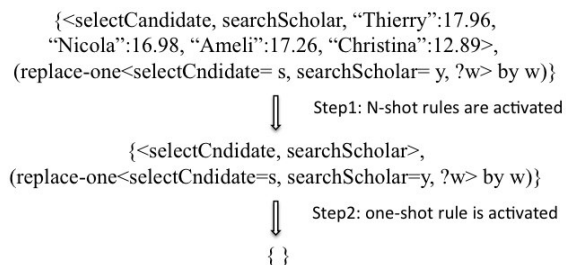 {<selectCandidate, searchScholar, “Thierry”:17.96,
“Nicola”:16.98, “Ameli”:17.26, “Christina”:12.89>,
(replace-one<selectCndidate= s, searchScholar= y, ?w> by w)}
Step1: N-shot rules are activated
{<selectCndidate, searchScholar>,
(replace-one<selectCndidate=s, searchScholar=y, ?w> by w)}
Step2: one-shot rule is activated
{ }